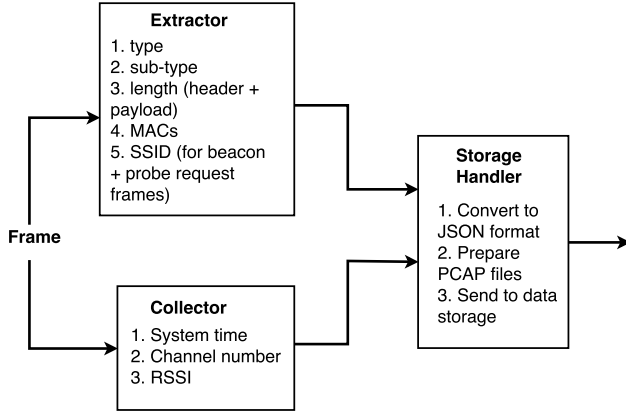 Extractor
1. type
2. sub-type
3. length (header +
payload)
4. MACs
5. SSID (for beacon
+ probe request
frames)
Frame
Collector
1. System time
2. Channel number
3. RSSI
Storage
Handler
1. Convert to
JSON format
2. Prepare
PCAP files
3. Send to data
storage